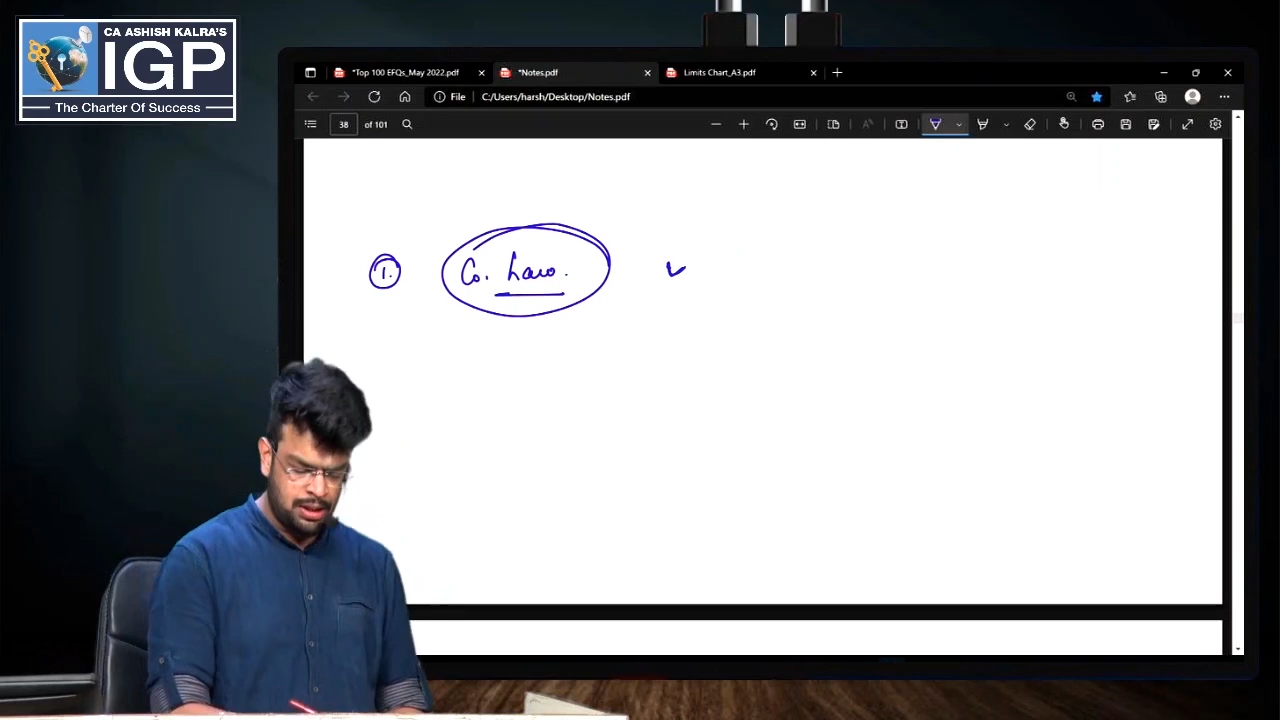 CA ASHISH KALRA'S
IGP
The Charter Of Success
*Top 100 EFQs_May 2022.pdf
*Notes.pdf
Limits Chart_A3.pdf
File C:/Users/harsh/Desktop/Notes.pdf
38 of 101
1. Co. Law.